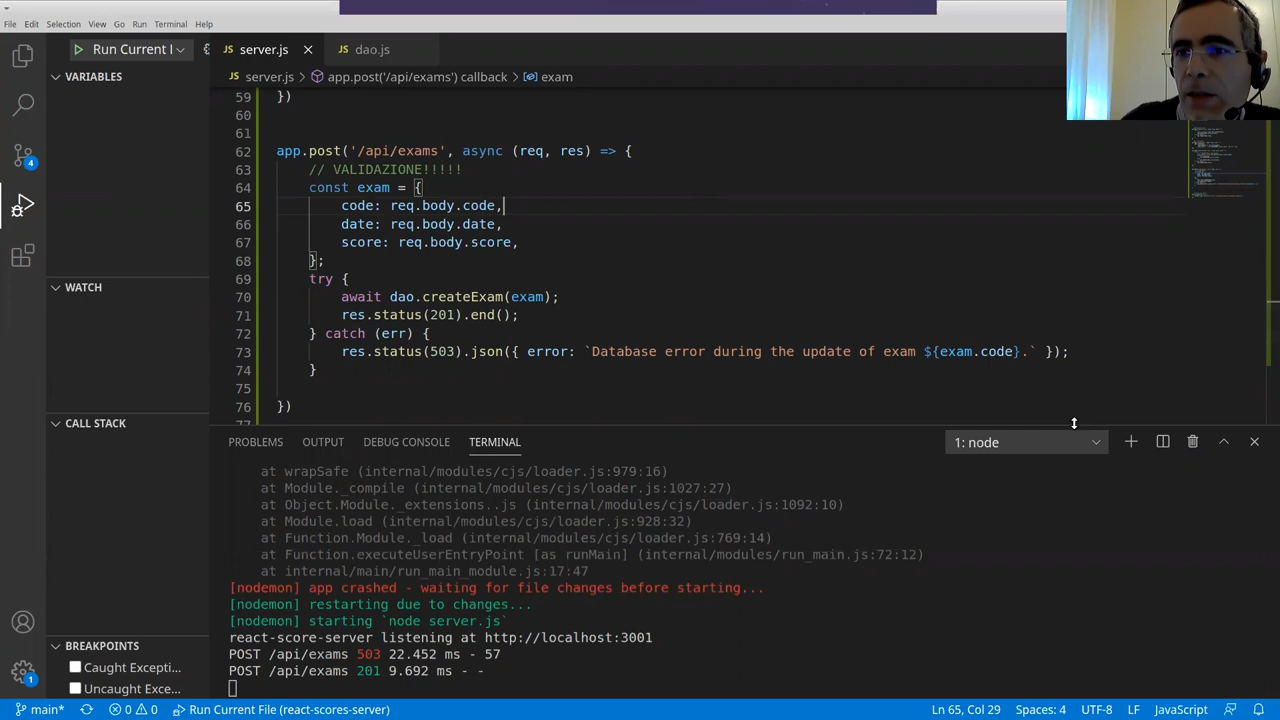 File Edit Selection View Go Run Terminal Help
Run Current I
JS server.js
JS dao.js
JS server.js > app.post('/api/exams') callback > exam
VARIABLES
WATCH
CALL STACK
BREAKPOINTS
Caught Excepti...
Uncaught Exce...
4
1
59 })
60
61
62 app.post('/api/exams', async (req, res) => {
63 // VALIDAZIONE!!!!!
64 const exam = {
65 code: req.body.code,
66 date: req.body.date,
67 score: req.body.score,
68 };
69 try {
70 await dao.createExam(exam);
71 res.status(201).end();
72 } catch (err) {
73 res.status(503).json({ error: `Database error during the update of exam ${exam.code}.` });
74 }
75
76 })
77
PROBLEMS OUTPUT DEBUG CONSOLE TERMINAL
1: node
at wrapSafe (internal/modules/cjs/loader.js:979:16)
at Module._compile (internal/modules/cjs/loader.js:1027:27)
at Object.Module._extensions..js (internal/modules/cjs/loader.js:1092:10)
at Module.load (internal/modules/cjs/loader.js:928:32)
at Function.Module._load (internal/modules/cjs/loader.js:769:14)
at Function.executeUserEntryPoint [as runMain] (internal/modules/run_main.js:72:12)
at internal/main/run_main_module.js:17:47
[nodemon] app crashed - waiting for file changes before starting...
[nodemon] restarting due to changes...
[nodemon] starting `node server.js`
react-score-server listening at http://localhost:3001
POST /api/exams 503 22.452 ms - 57
POST /api/exams 201 9.692 ms - -
main* 0 0 Run Current File (react-scores-server)
Ln 65, Col 29 Spaces: 4 UTF-8 LF JavaScript